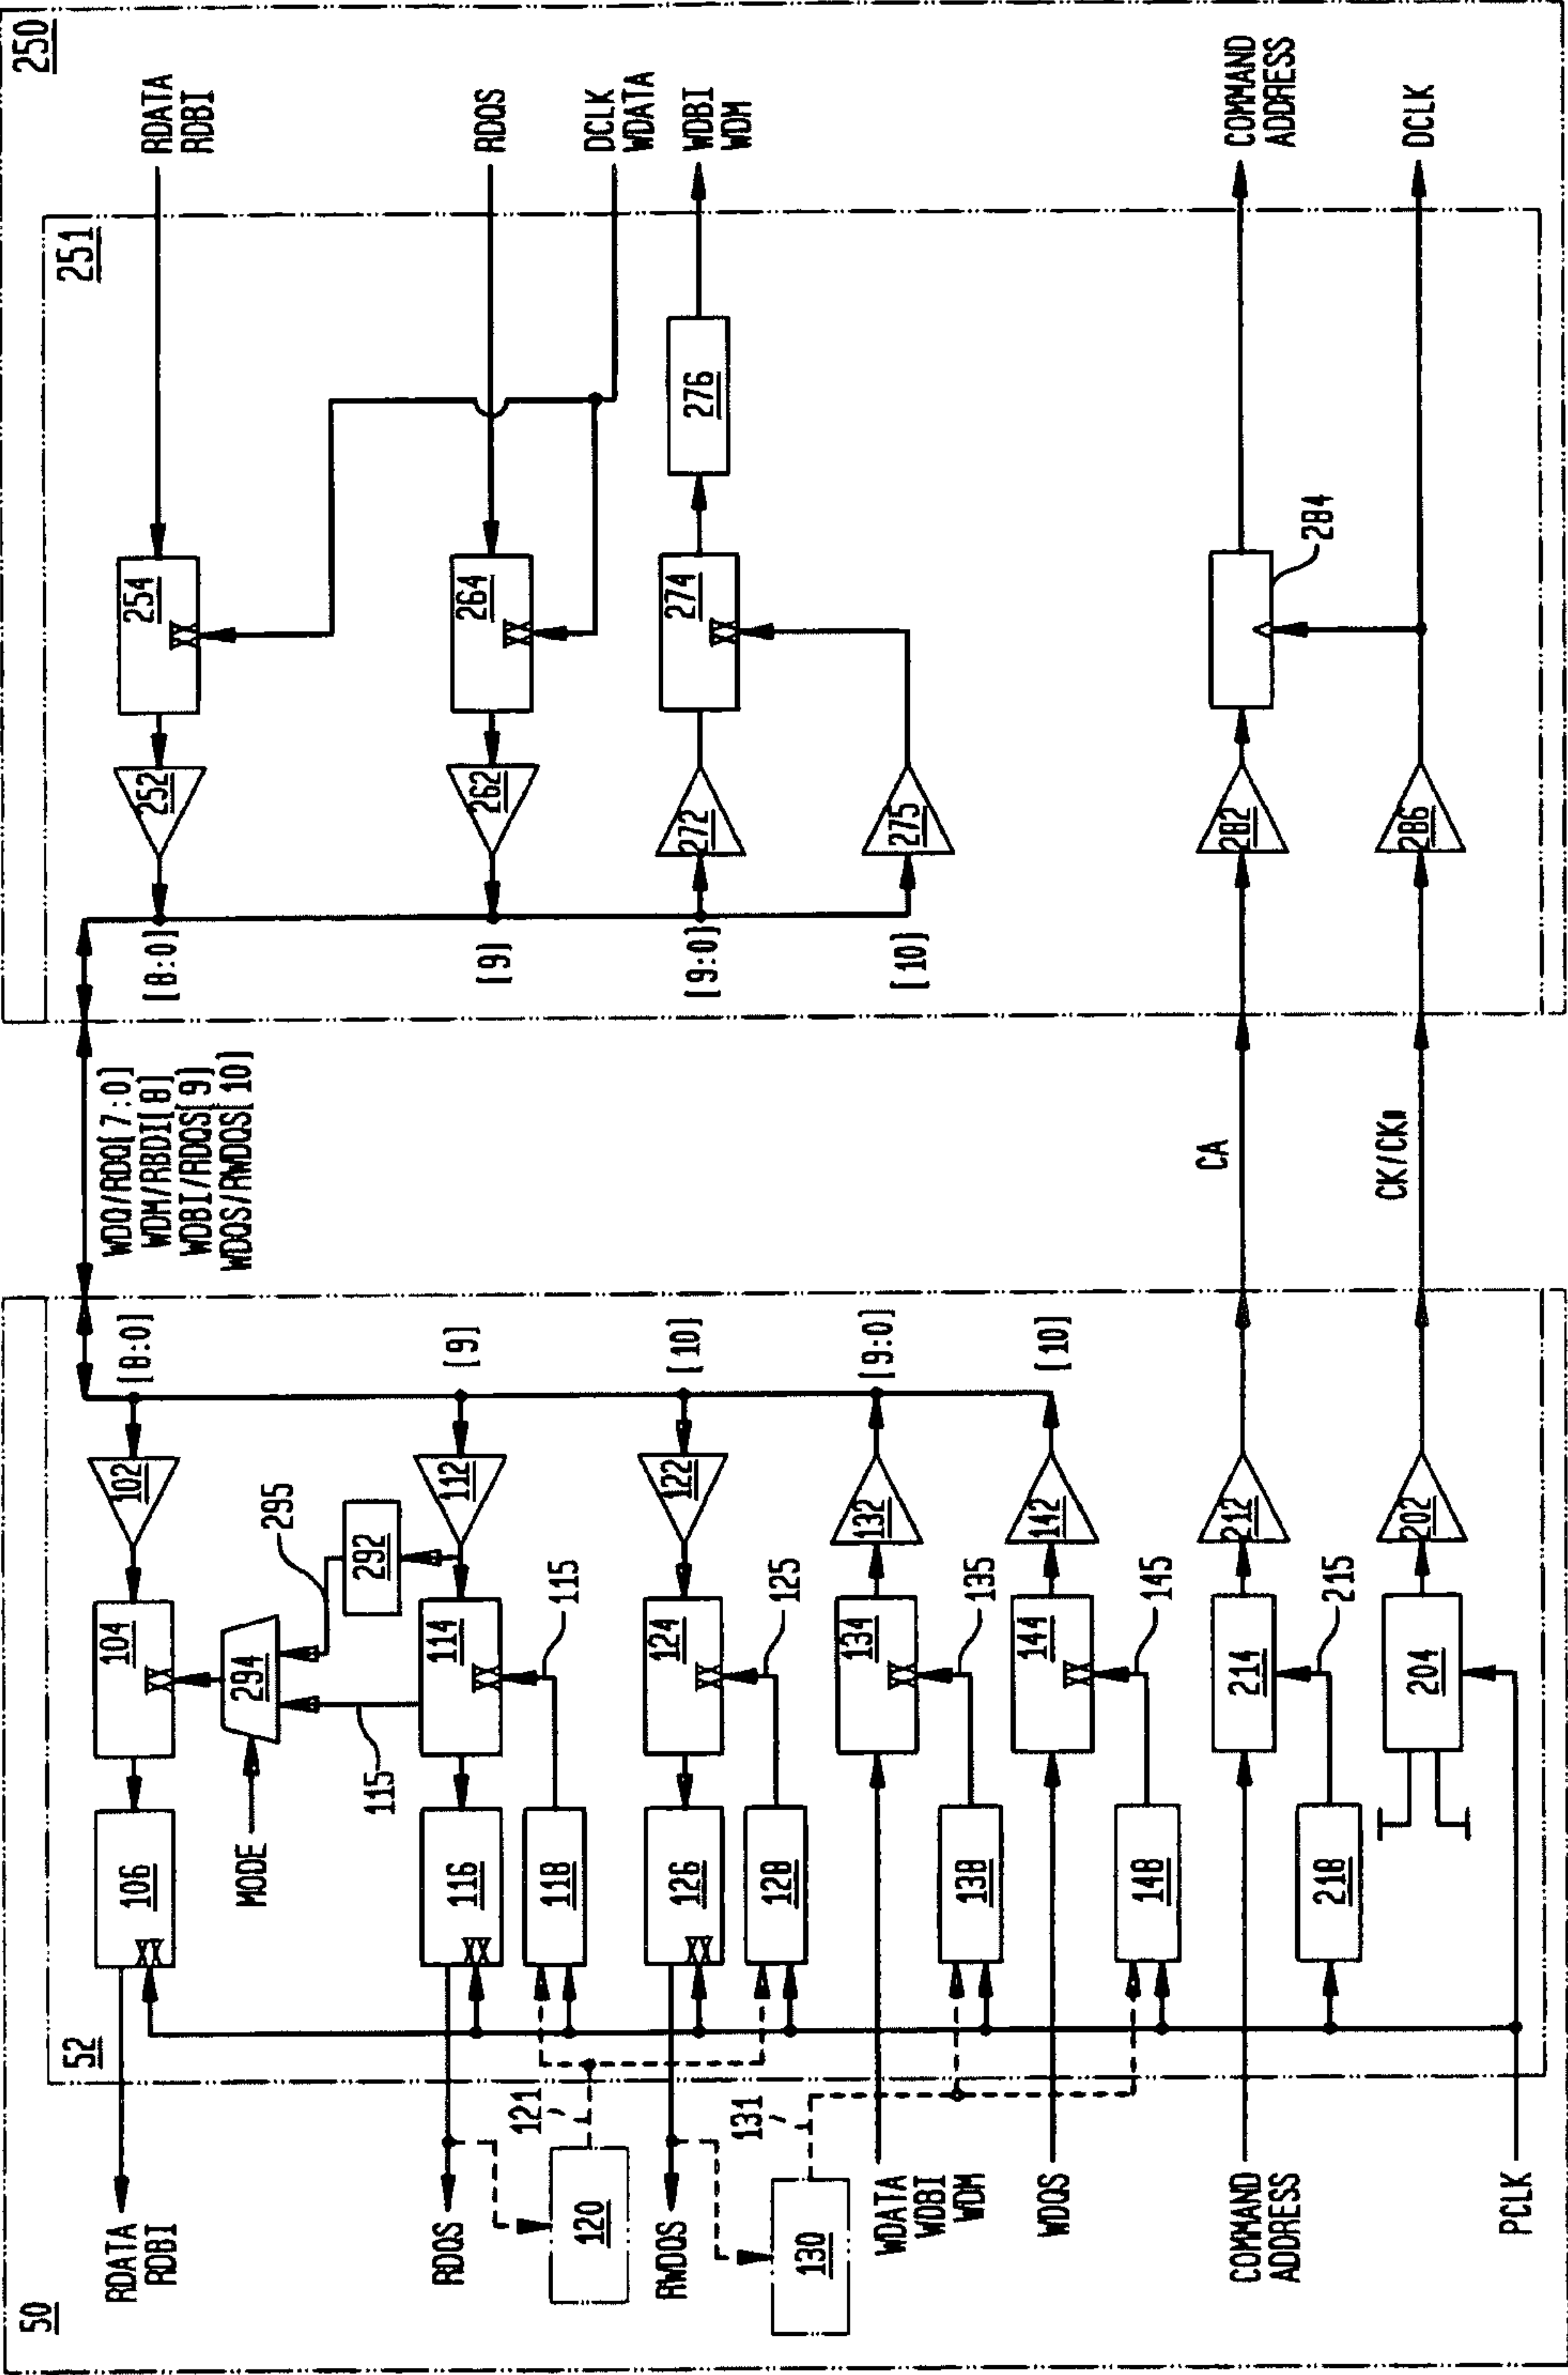 50
52
RDATA
RDBI
106
104
102
[8:0]
MODE
294
295
292
115
RDQS
116
114
112
[9]
118
115
121
120
RWDQS
126
124
122
[10]
128
125
131
130
WDATA
WDBI
WDM
134
132
[9:0]
138
135
WDQS
144
142
[10]
148
145
COMMAND
ADDRESS
214
212
218
215
PCLK
204
202
WDQ/RDQ[7:0]
WDM/RBDI[8]
WDBI/RDQS[9]
WDQS/RWDQS[10]
CA
CK/CK#
250
251
[8:0]
252
254
RDATA
RDBI
[9]
262
264
RDQS
DCLK
WDATA
[9:0]
272
274
276
WDBI
WDM
[10]
275
282
284
COMMAND
ADDRESS
286
DCLK